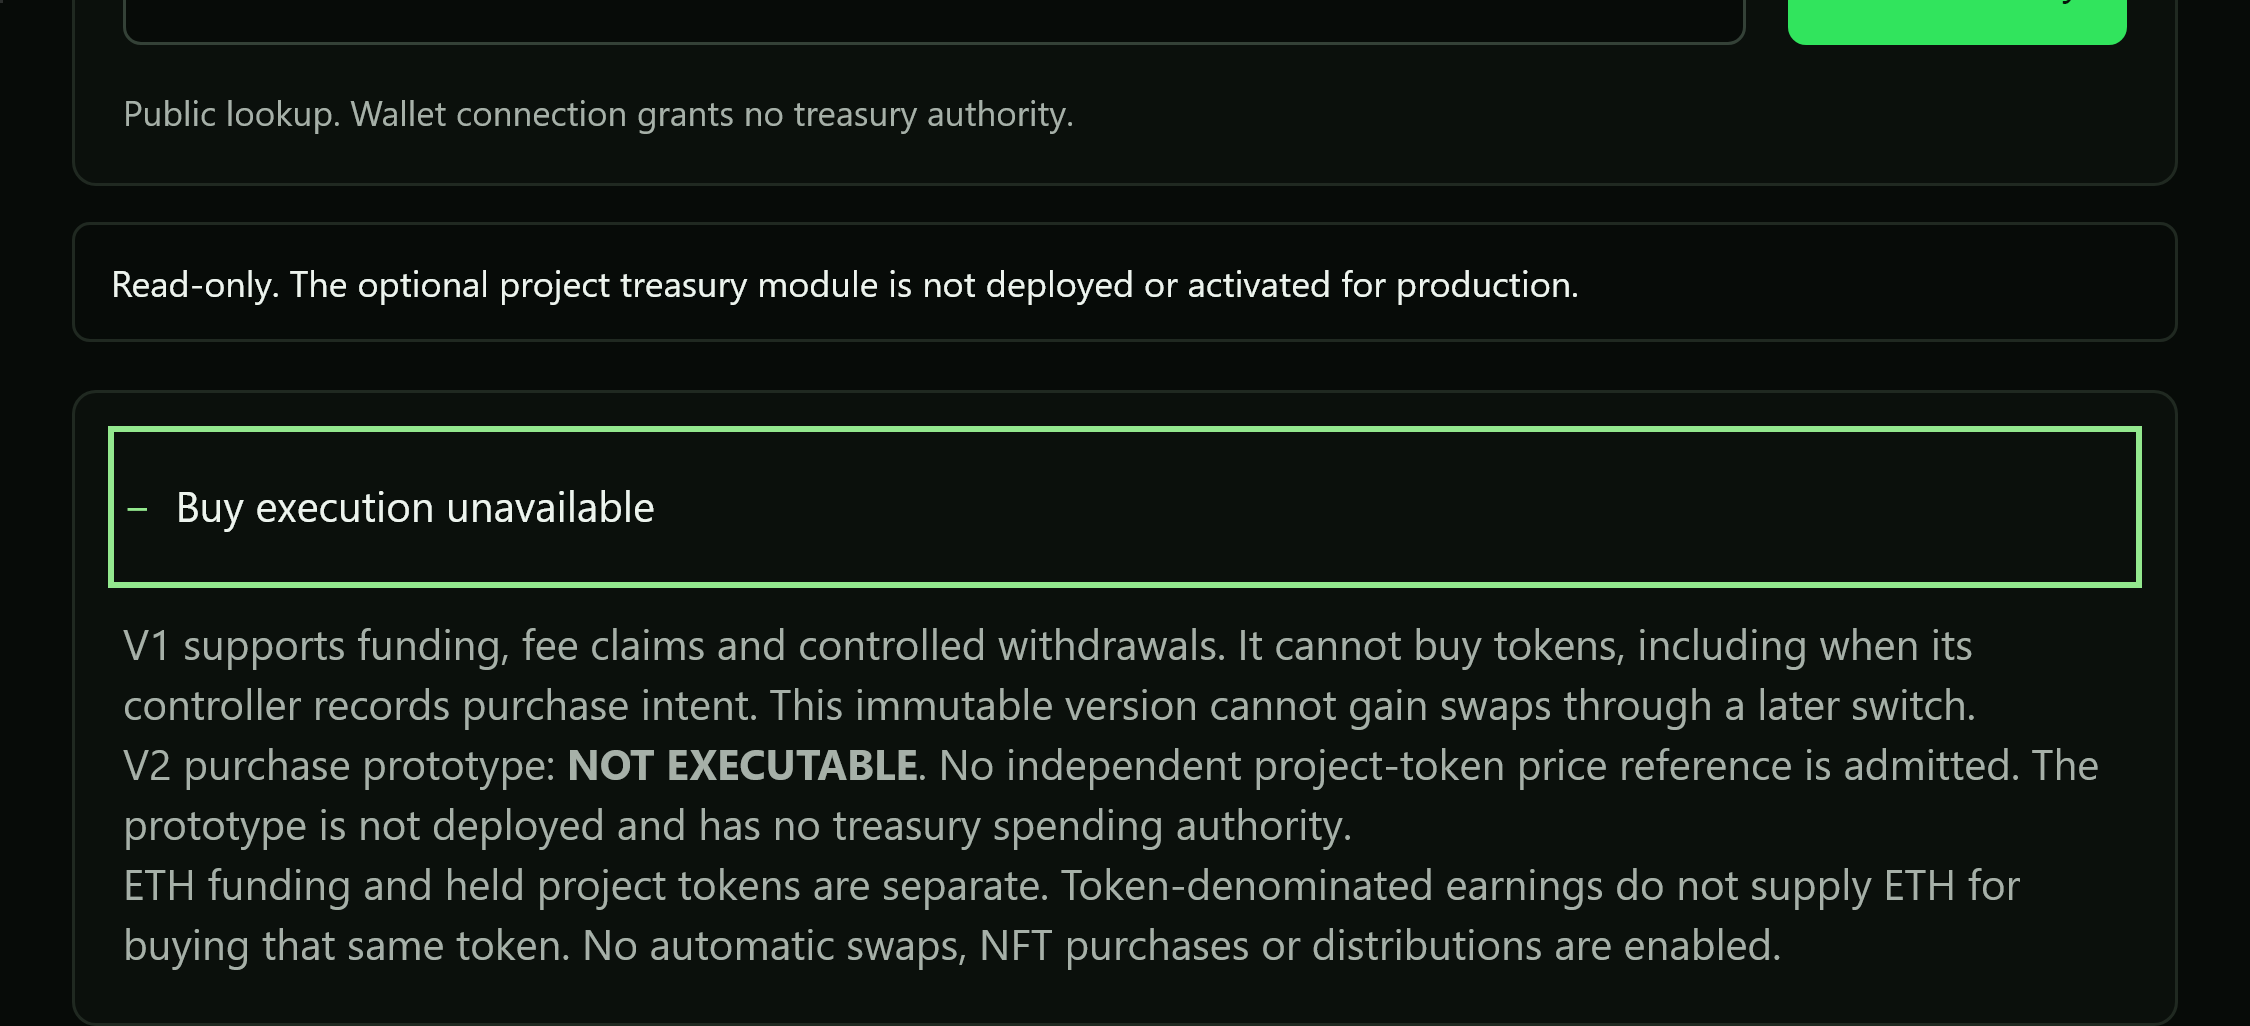 Public lookup. Wallet connection grants no treasury authority.
Read-only. The optional project treasury module is not deployed or activated for production.
– Buy execution unavailable
V1 supports funding, fee claims and controlled withdrawals. It cannot buy tokens, including when its
controller records purchase intent. This immutable version cannot gain swaps through a later switch.
V2 purchase prototype: NOT EXECUTABLE. No independent project-token price reference is admitted. The
prototype is not deployed and has no treasury spending authority.
ETH funding and held project tokens are separate. Token-denominated earnings do not supply ETH for
buying that same token. No automatic swaps, NFT purchases or distributions are enabled.